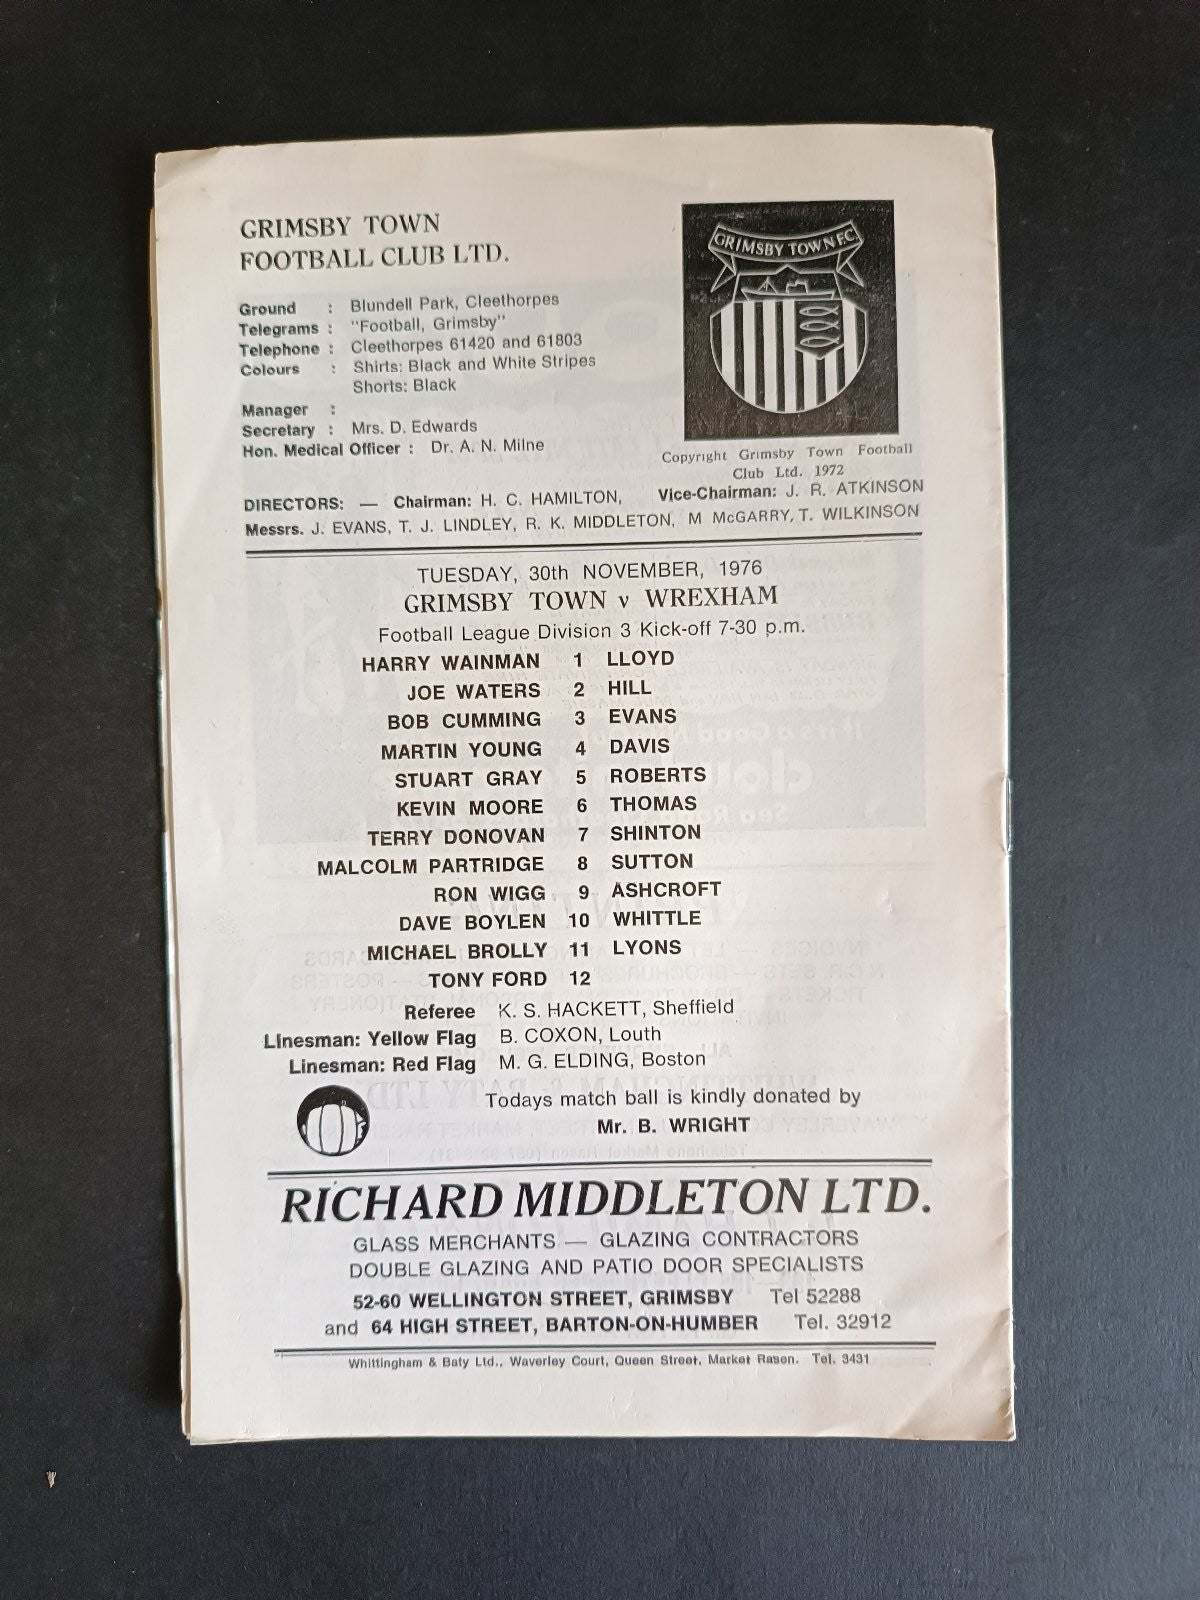 GRIMSBY TOWN
FOOTBALL CLUB LTD.
Ground : Blundell Park, Cleethorpes
Telegrams : "Football, Grimsby"
Telephone : Cleethorpes 61420 and 61803
Colours : Shirts: Black and White Stripes
Shorts: Black
Manager :
Secretary : Mrs. D. Edwards
Hon. Medical Officer : Dr. A. N. Milne
GRIMSBY TOWN FC
Copyright Grimsby Town Football
Club Ltd. 1972
DIRECTORS: — Chairman: H. C. HAMILTON, Vice-Chairman: J. R. ATKINSON
Messrs. J. EVANS, T. J. LINDLEY, R. K. MIDDLETON, M McGARRY, T. WILKINSON
TUESDAY, 30th NOVEMBER, 1976
GRIMSBY TOWN v WREXHAM
Football League Division 3 Kick-off 7-30 p.m.
HARRY WAINMAN 1 LLOYD
JOE WATERS 2 HILL
BOB CUMMING 3 EVANS
MARTIN YOUNG 4 DAVIS
STUART GRAY 5 ROBERTS
KEVIN MOORE 6 THOMAS
TERRY DONOVAN 7 SHINTON
MALCOLM PARTRIDGE 8 SUTTON
RON WIGG 9 ASHCROFT
DAVE BOYLEN 10 WHITTLE
MICHAEL BROLLY 11 LYONS
TONY FORD 12
Referee K. S. HACKETT, Sheffield
Linesman: Yellow Flag B. COXON, Louth
Linesman: Red Flag M. G. ELDING, Boston
Todays match ball is kindly donated by
Mr. B. WRIGHT
RICHARD MIDDLETON LTD.
GLASS MERCHANTS — GLAZING CONTRACTORS
DOUBLE GLAZING AND PATIO DOOR SPECIALISTS
52-60 WELLINGTON STREET, GRIMSBY Tel 52288
and 64 HIGH STREET, BARTON-ON-HUMBER Tel. 32912
Whittingham & Baty Ltd., Waverley Court, Queen Street, Market Rasen. Tel. 3431